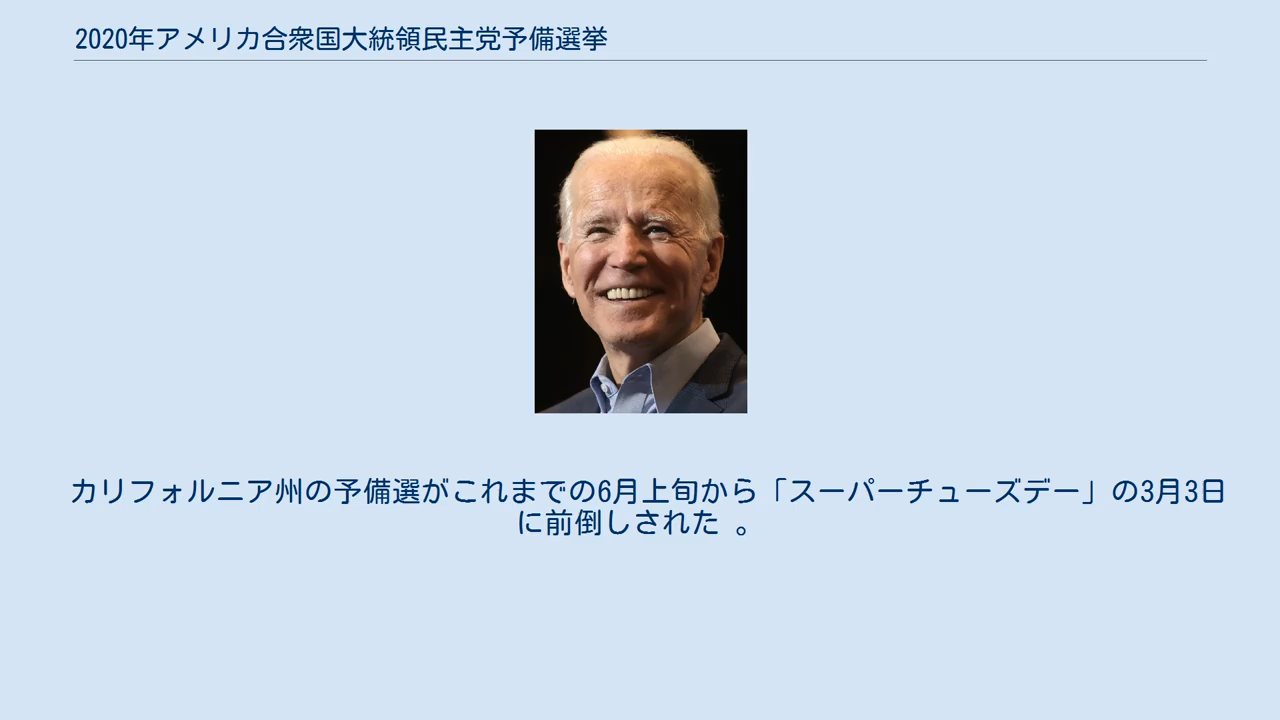 2020年アメリカ合衆国大統領民主党予備選挙
カリフォルニア州の予備選がこれまでの6月上旬から「スーパーチューズデー」の3月3日
に前倒しされた 。